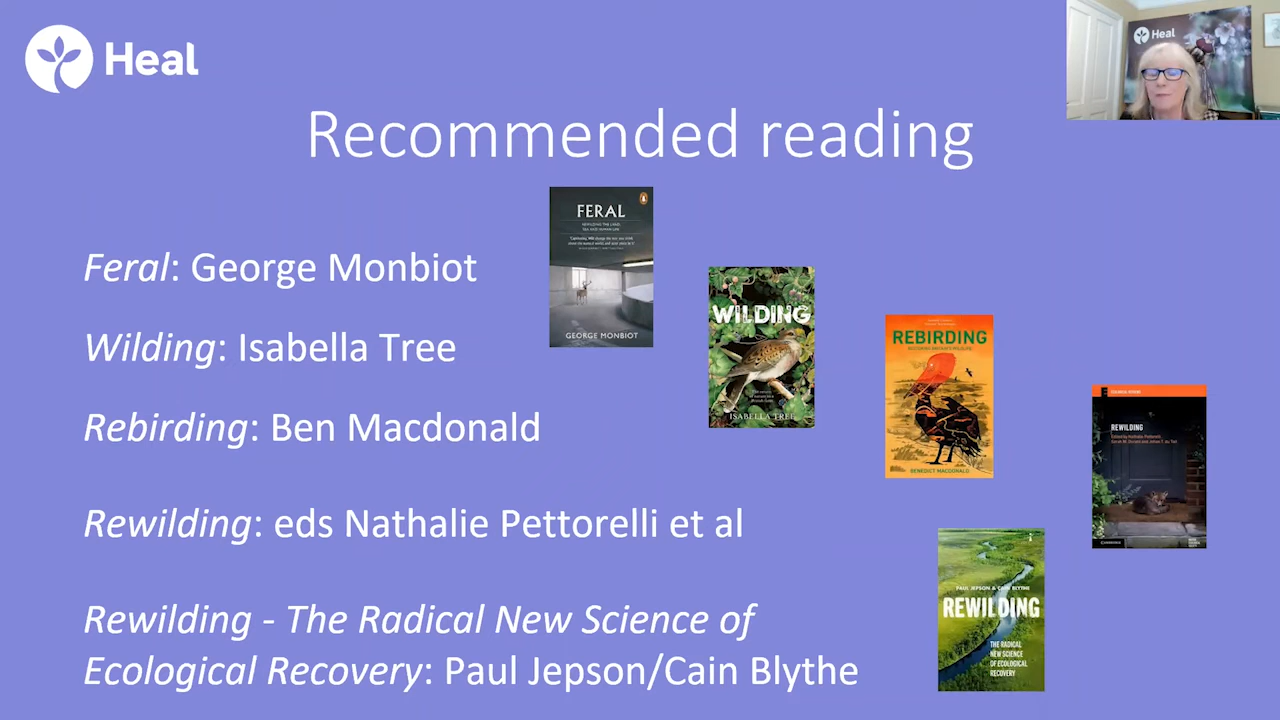 Heal
Heal
Recommended reading
FERAL
GEORGE MONBIOT
Feral: George Monbiot
WILDING
ISABELLA TREE
Wilding: Isabella Tree
REBIRDING
BENEDICT MACDONALD
Rebirding: Ben Macdonald
REWILDING
Rewilding: eds Nathalie Pettorelli et al
PAUL JEPSON & CAIN BLYTHE
REWILDING
THE RADICAL
NEW SCIENCE
OF ECOLOGICAL
RECOVERY
Rewilding - The Radical New Science of
Ecological Recovery: Paul Jepson/Cain Blythe